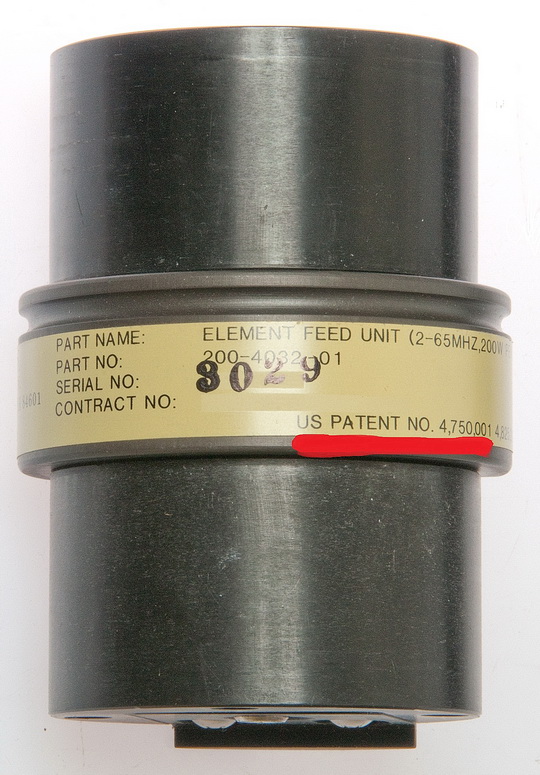 PART NAME: ELEMENT FEED UNIT (2-65MHZ,200W
PART NO: 200-4032-01
SERIAL NO: 8029
CONTRACT NO:
US PATENT NO. 4,750,001